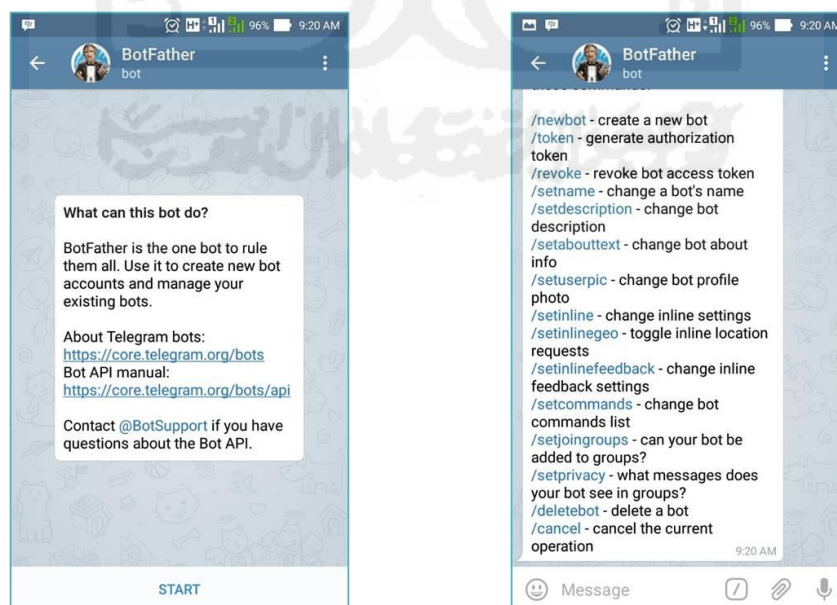 96% 9:20 AM
BotFather
bot
What can this bot do?
BotFather is the one bot to rule
them all. Use it to create new bot
accounts and manage your
existing bots.
About Telegram bots:
https://core.telegram.org/bots
Bot API manual:
https://core.telegram.org/bots/api
Contact @BotSupport if you have
questions about the Bot API.
START
96% 9:20 AM
BotFather
bot
/newbot - create a new bot
/token - generate authorization
token
/revoke - revoke bot access token
/setname - change a bot's name
/setdescription - change bot
description
/setabouttext - change bot about
info
/setuserpic - change bot profile
photo
/setinline - change inline settings
/setinlinegeo - toggle inline location
requests
/setinlinefeedback - change inline
feedback settings
/setcommands - change bot
commands list
/setjoingroups - can your bot be
added to groups?
/setprivacy - what messages does
your bot see in groups?
/deletebot - delete a bot
/cancel - cancel the current
operation
9:20 AM
Message